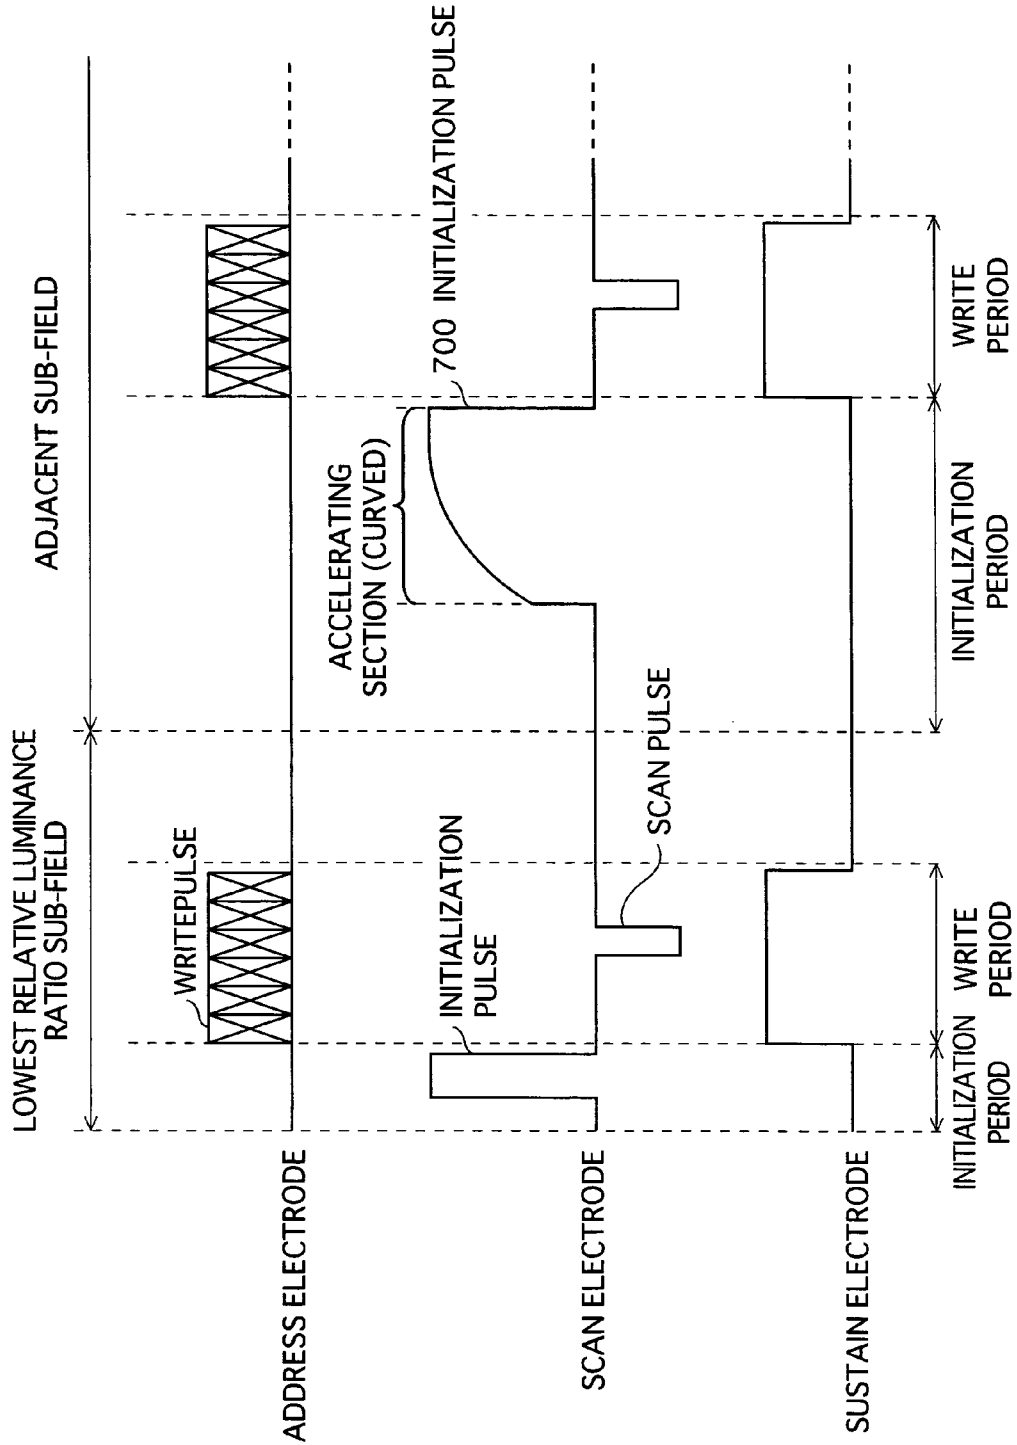 LOWEST RELATIVE LUMINANCE
RATIO SUB-FIELD
ADJACENT SUB-FIELD
WRITEPULSE
ADDRESS ELECTRODE
ACCELERATING
SECTION (CURVED)
700 INITIALIZATION PULSE
INITIALIZATION
PULSE
SCAN ELECTRODE
SCAN PULSE
SUSTAIN ELECTRODE
INITIALIZATION
PERIOD
WRITE
PERIOD
INITIALIZATION
PERIOD
WRITE
PERIOD